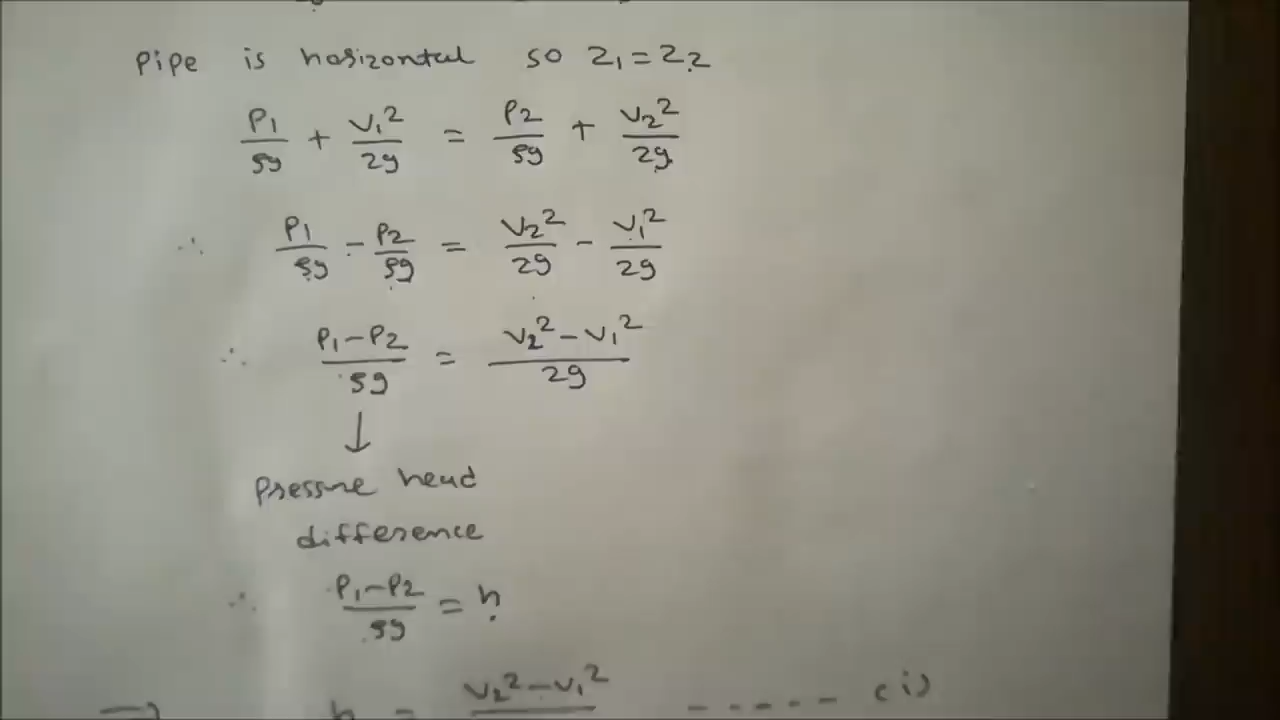 Pipe is horizontal so Z₁ = Z₂
P₁/ρg + V₁²/2g = P₂/ρg + V₂²/2g
∴ P₁/ρg - P₂/ρg = V₂²/2g - V₁²/2g
∴ (P₁-P₂)/ρg = (V₂² - V₁²)/2g
↓
Pressure head
difference
∴ (P₁-P₂)/ρg = h
→ h = V₂² - V₁² - - - - - (i)